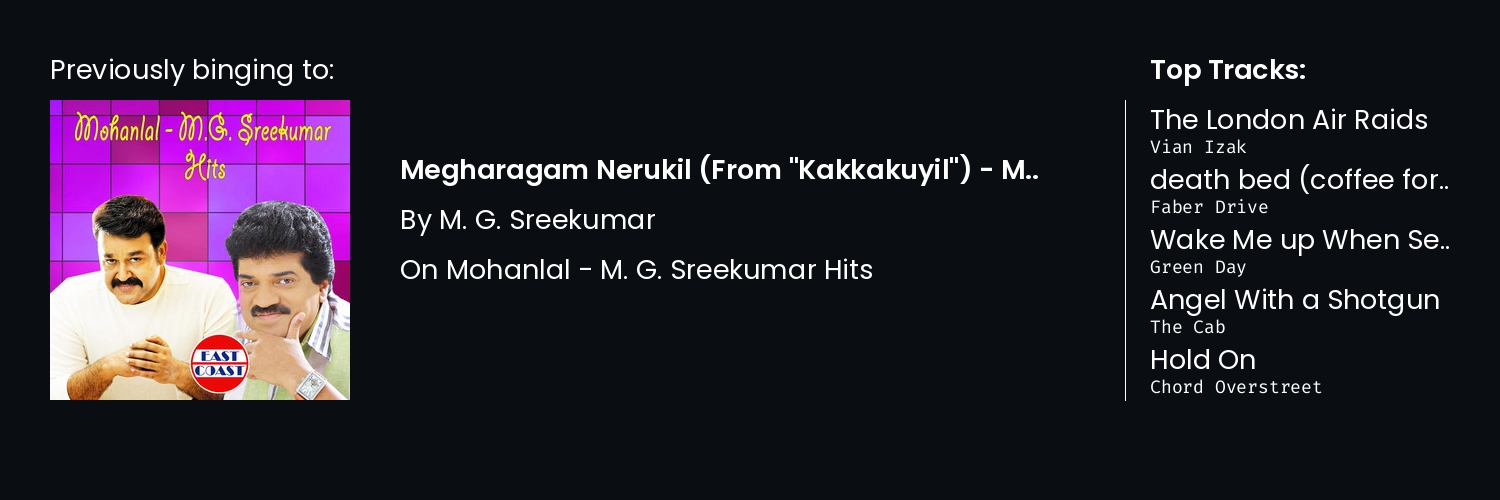 Previously binging to:
Mohanlal - M.G. Sreekumar
Hits
EAST
COAST
Megharagam Nerukil (From "Kakkakuyil") - M..
By M. G. Sreekumar
On Mohanlal - M. G. Sreekumar Hits
Top Tracks:
The London Air Raids
Vian Izak
death bed (coffee for..
Faber Drive
Wake Me up When Se..
Green Day
Angel With a Shotgun
The Cab
Hold On
Chord Overstreet